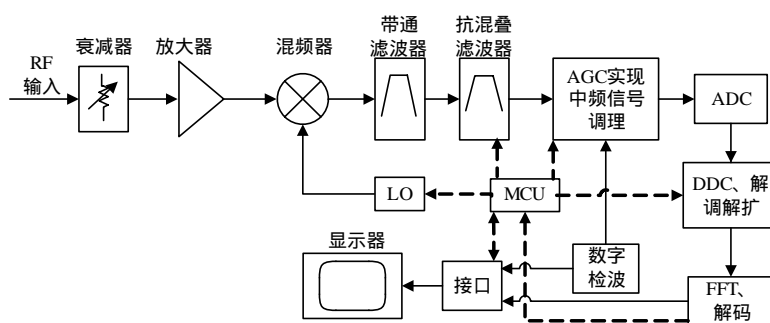 RF
输入
衰减器
放大器
混频器
带通
滤波器
抗混叠
滤波器
AGC实现
中频信号
调理
ADC
LO
MCU
DDC、解
调解扩
显示器
接口
数字
检波
FFT、
解码